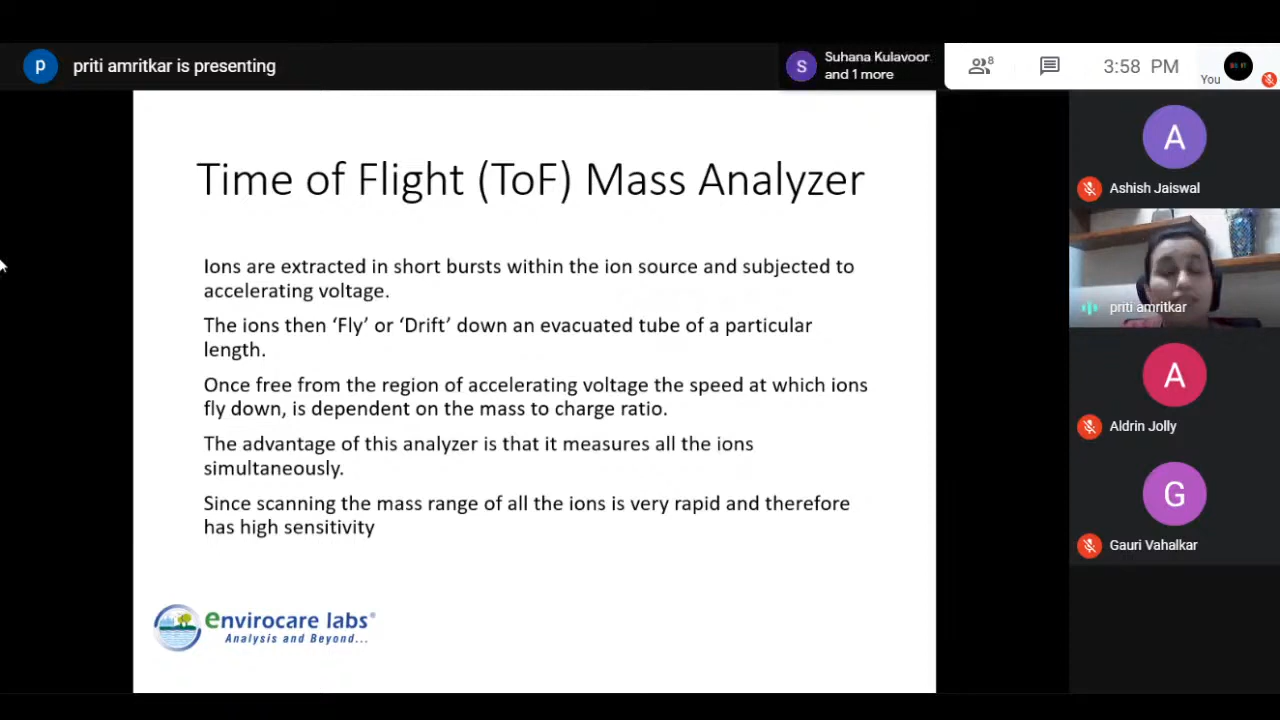 p
priti amritkar is presenting
S
Suhana Kulavoor
and 1 more
8
3:58 PM
You
Time of Flight (ToF) Mass Analyzer
Ions are extracted in short bursts within the ion source and subjected to
accelerating voltage.
The ions then ‘Fly’ or ‘Drift’ down an evacuated tube of a particular
length.
Once free from the region of accelerating voltage the speed at which ions
fly down, is dependent on the mass to charge ratio.
The advantage of this analyzer is that it measures all the ions
simultaneously.
Since scanning the mass range of all the ions is very rapid and therefore
has high sensitivity
envirocare labs®
Analysis and Beyond...
A
Ashish Jaiswal
priti amritkar
A
Aldrin Jolly
G
Gauri Vahalkar